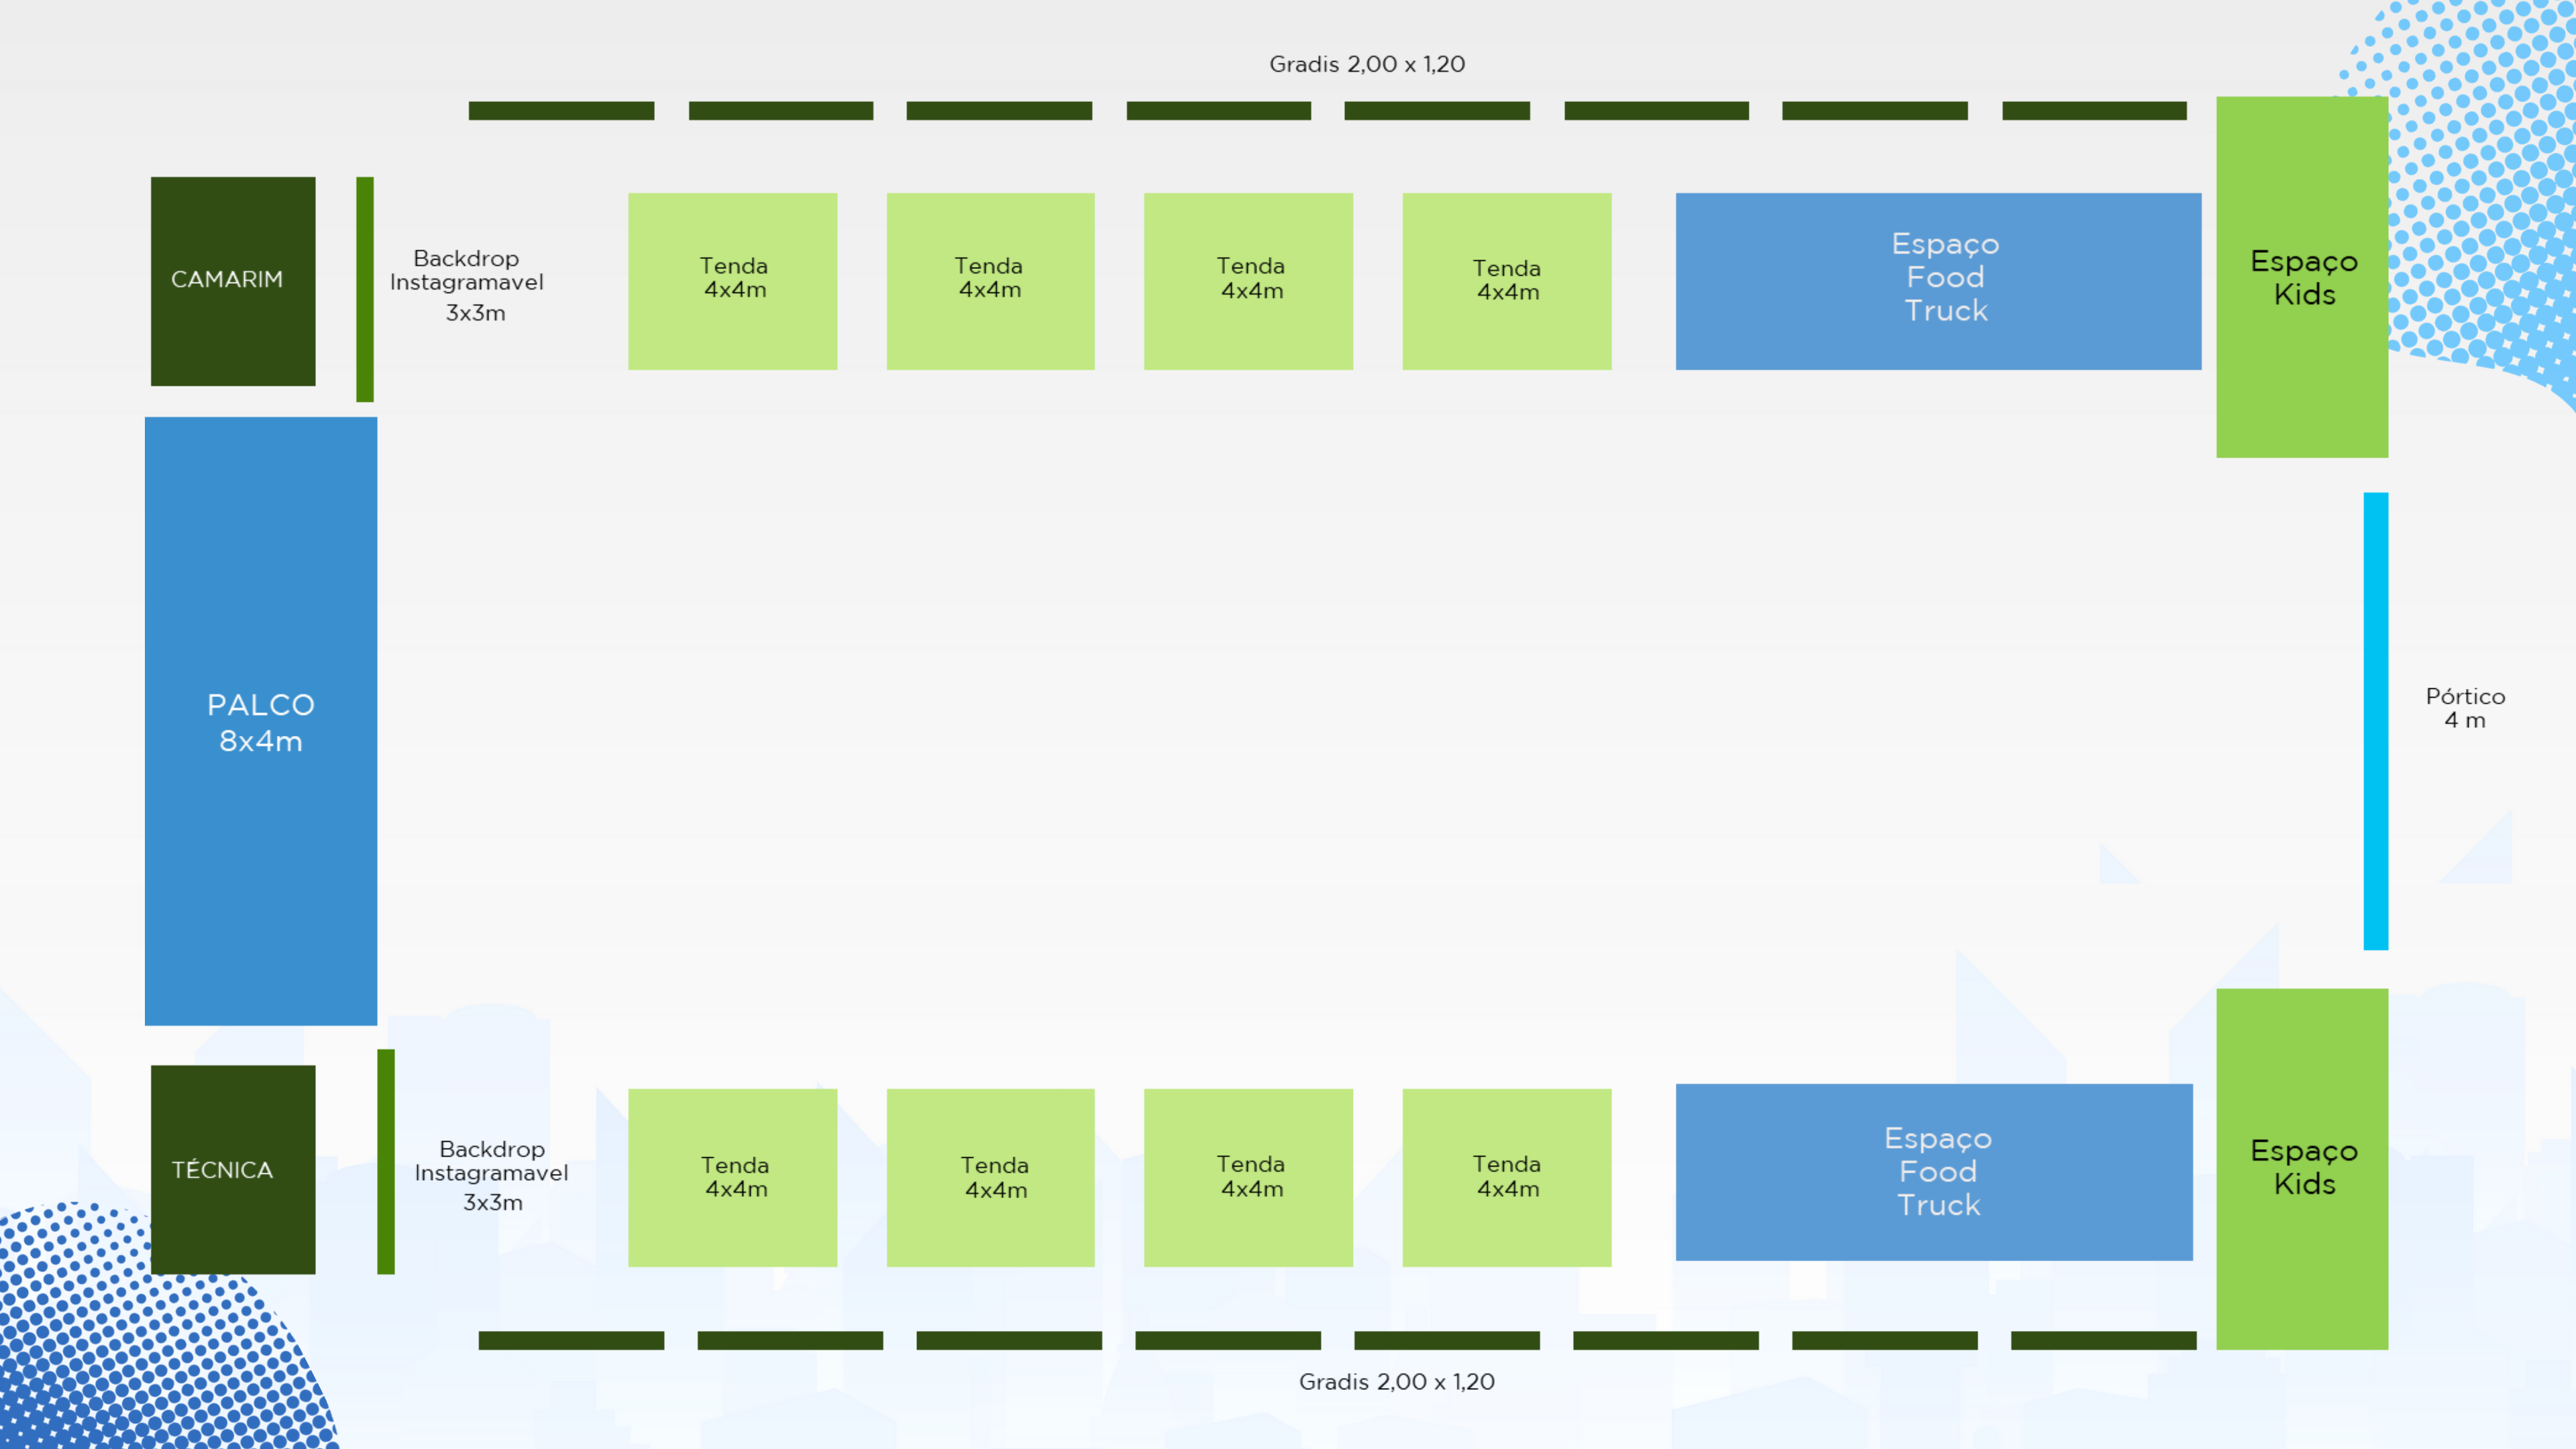 Gradis 2,00 x 1,20
CAMARIM
Backdrop
Instagramavel
3x3m
Tenda
4x4m
Tenda
4x4m
Tenda
4x4m
Tenda
4x4m
Espaço
Food
Truck
Espaço
Kids
PALCO
8x4m
Pórtico
4 m
TÉCNICA
Backdrop
Instagramavel
3x3m
Tenda
4x4m
Tenda
4x4m
Tenda
4x4m
Tenda
4x4m
Espaço
Food
Truck
Espaço
Kids
Gradis 2,00 x 1,20